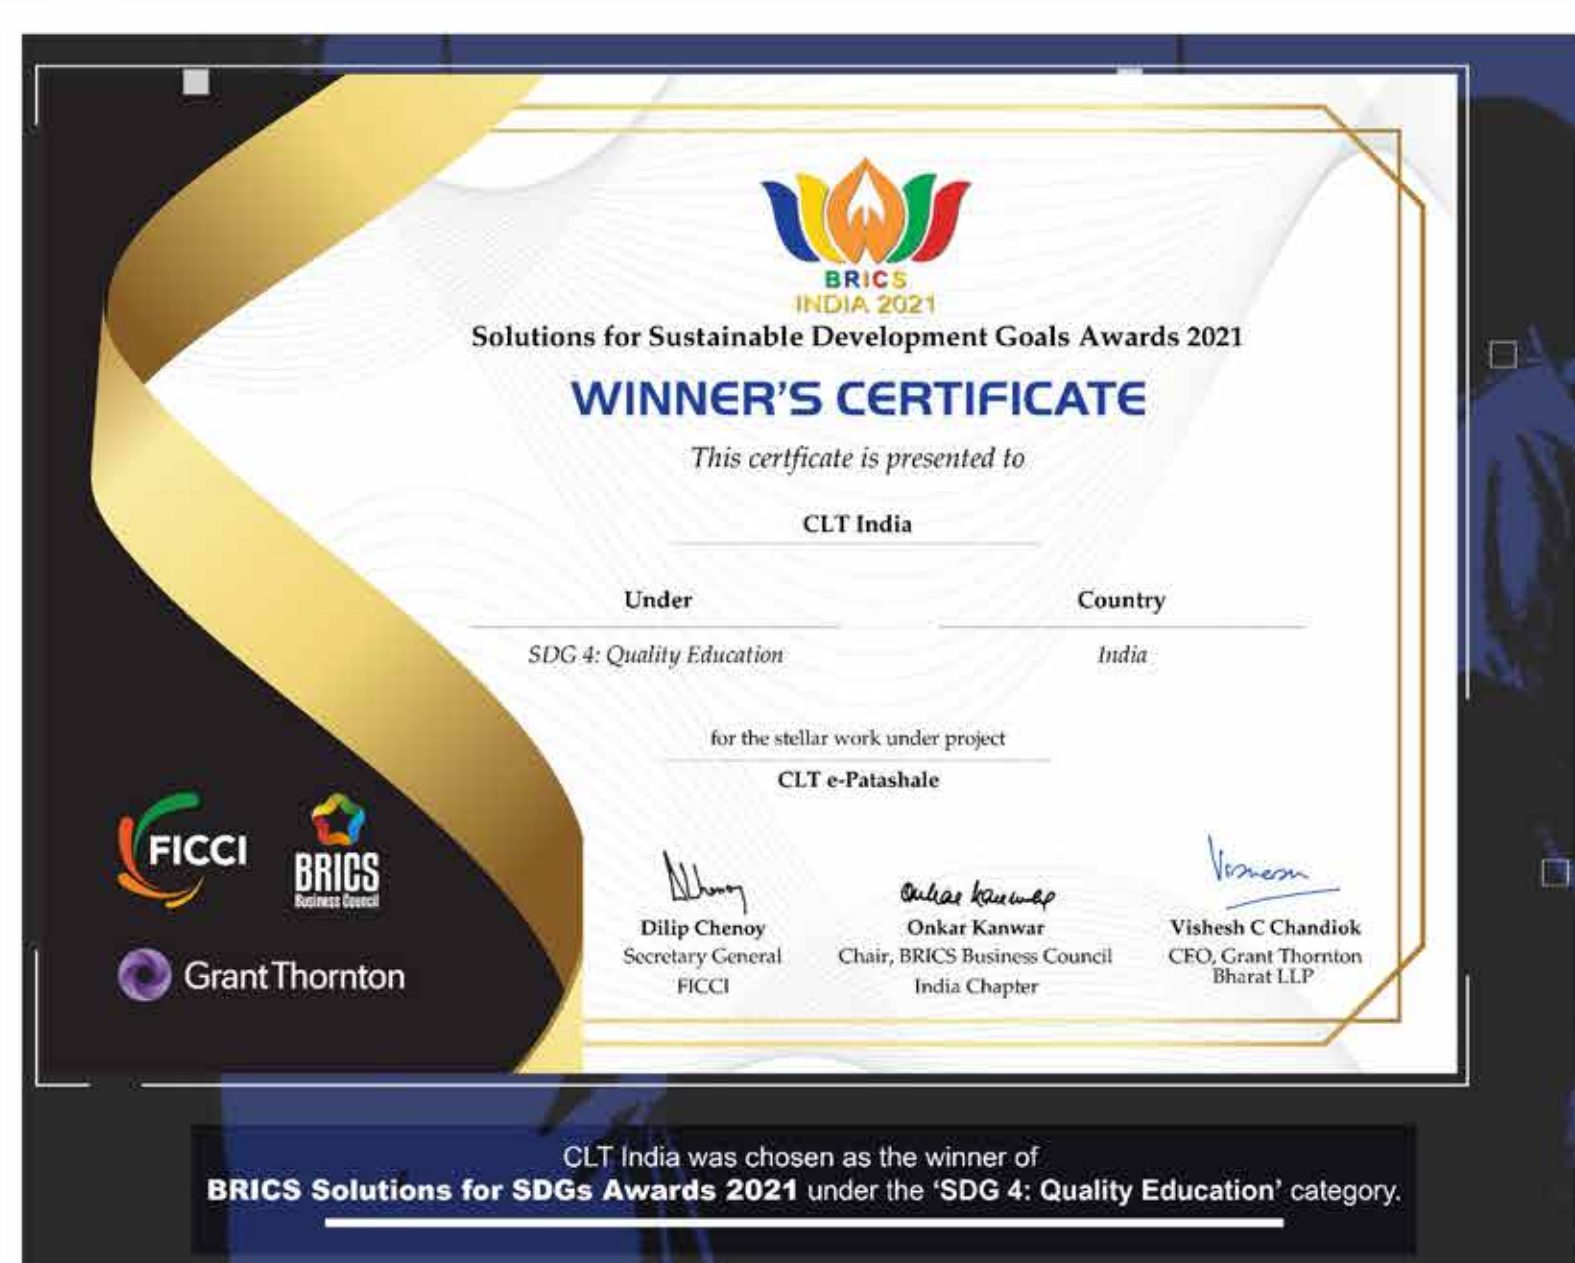 BRICS
INDIA 2021
Solutions for Sustainable Development Goals Awards 2021
WINNER'S CERTIFICATE
This certficate is presented to
CLT India
Under
Country
SDG 4: Quality Education
India
for the stellar work under project
CLT e-Patashale
FICCI
BRICS
Business Council
Grant Thornton
Dilip Chenoy
Secretary General
FICCI
Onkar Kanwar
Chair, BRICS Business Council
India Chapter
Vishesh C Chandiok
CEO, Grant Thornton
Bharat LLP
CLT India was chosen as the winner of
BRICS Solutions for SDGs Awards 2021 under the 'SDG 4: Quality Education' category.